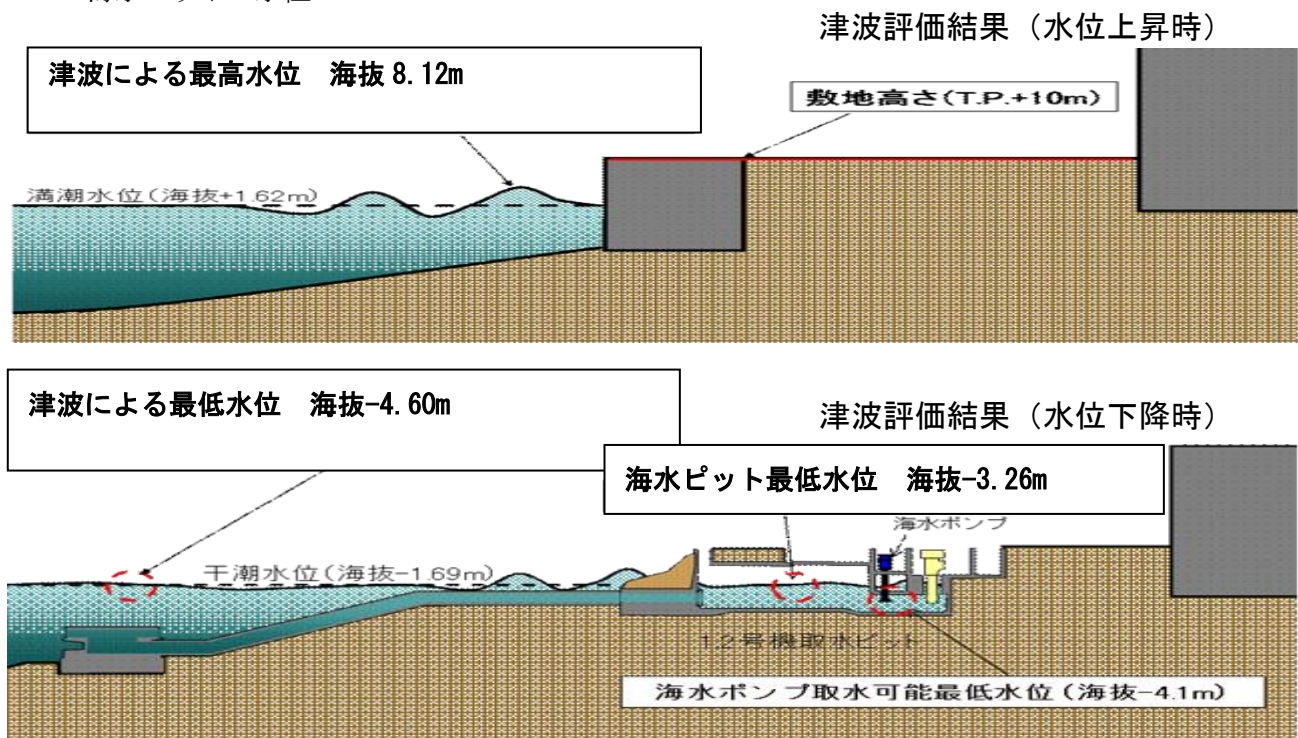 津波評価結果（水位上昇時）
津波による最高水位　海抜 8.12m
敷地高さ(T.P.+10m)
満潮水位(海抜+1.62m)
津波による最低水位　海抜-4.60m
津波評価結果（水位下降時）
海水ピット最低水位　海抜-3.26m
海水ポンプ
干潮水位(海抜-1.69m)
1,2号機取水ピット
海水ポンプ取水可能最低水位(海抜-4.1m)